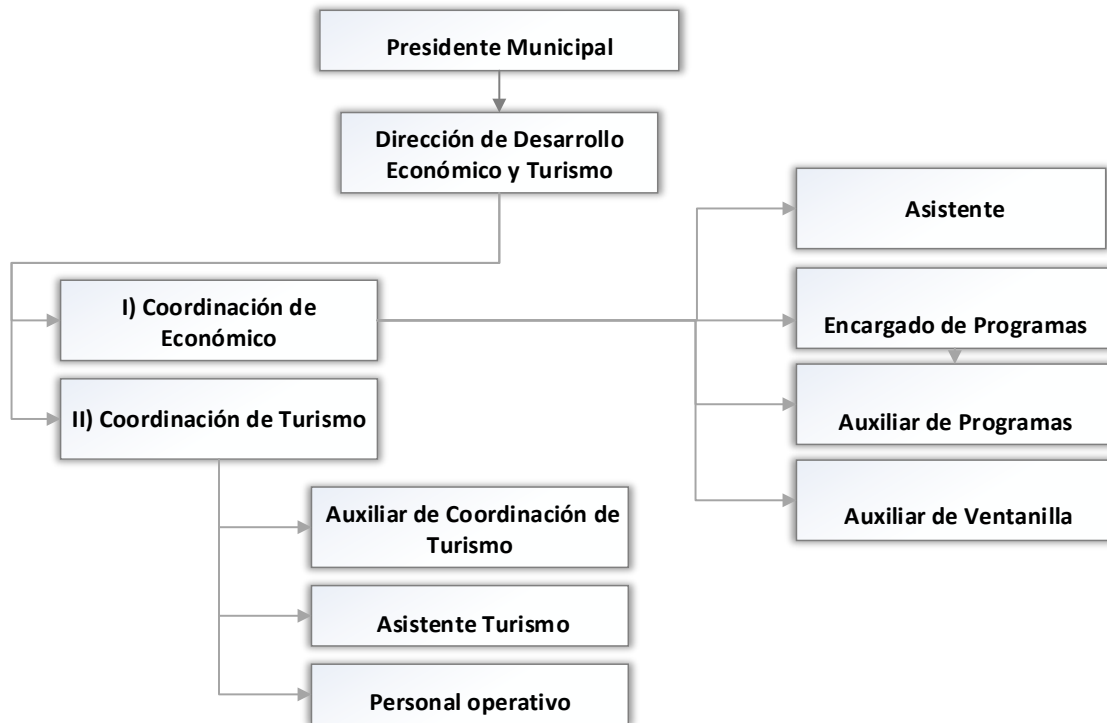 Presidente Municipal
Dirección de Desarrollo
Económico y Turismo
Asistente
I) Coordinación de
Económico
Encargado de Programas
II) Coordinación de Turismo
Auxiliar de Programas
Auxiliar de Coordinación de
Turismo
Auxiliar de Ventanilla
Asistente Turismo
Personal operativo